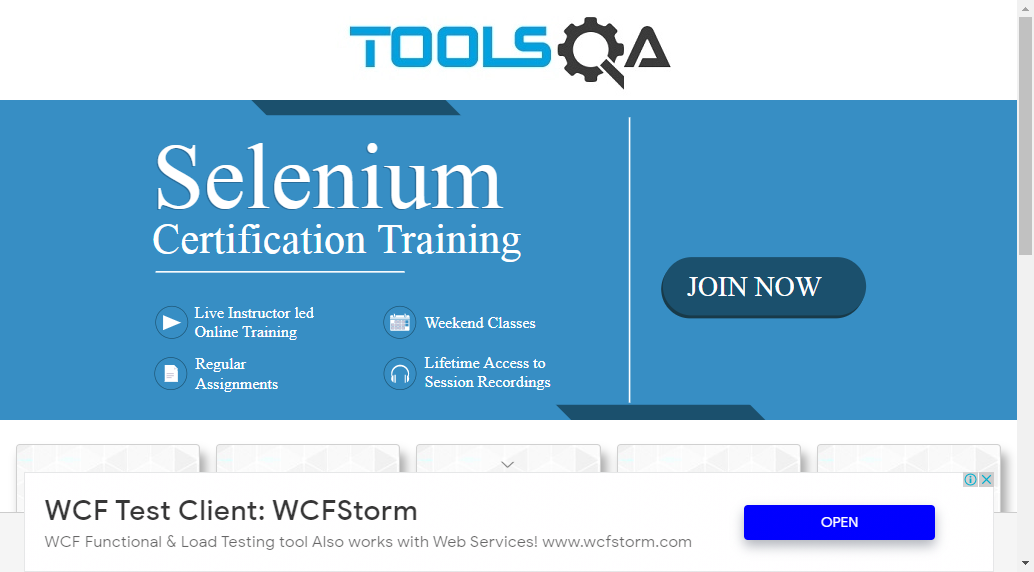 TOOLSQA
Selenium
Certification Training
JOIN NOW
Live Instructor led
Online Training
Weekend Classes
Regular
Assignments
Lifetime Access to
Session Recordings
WCF Test Client: WCFStorm
WCF Functional & Load Testing tool Also works with Web Services! www.wcfstorm.com
OPEN